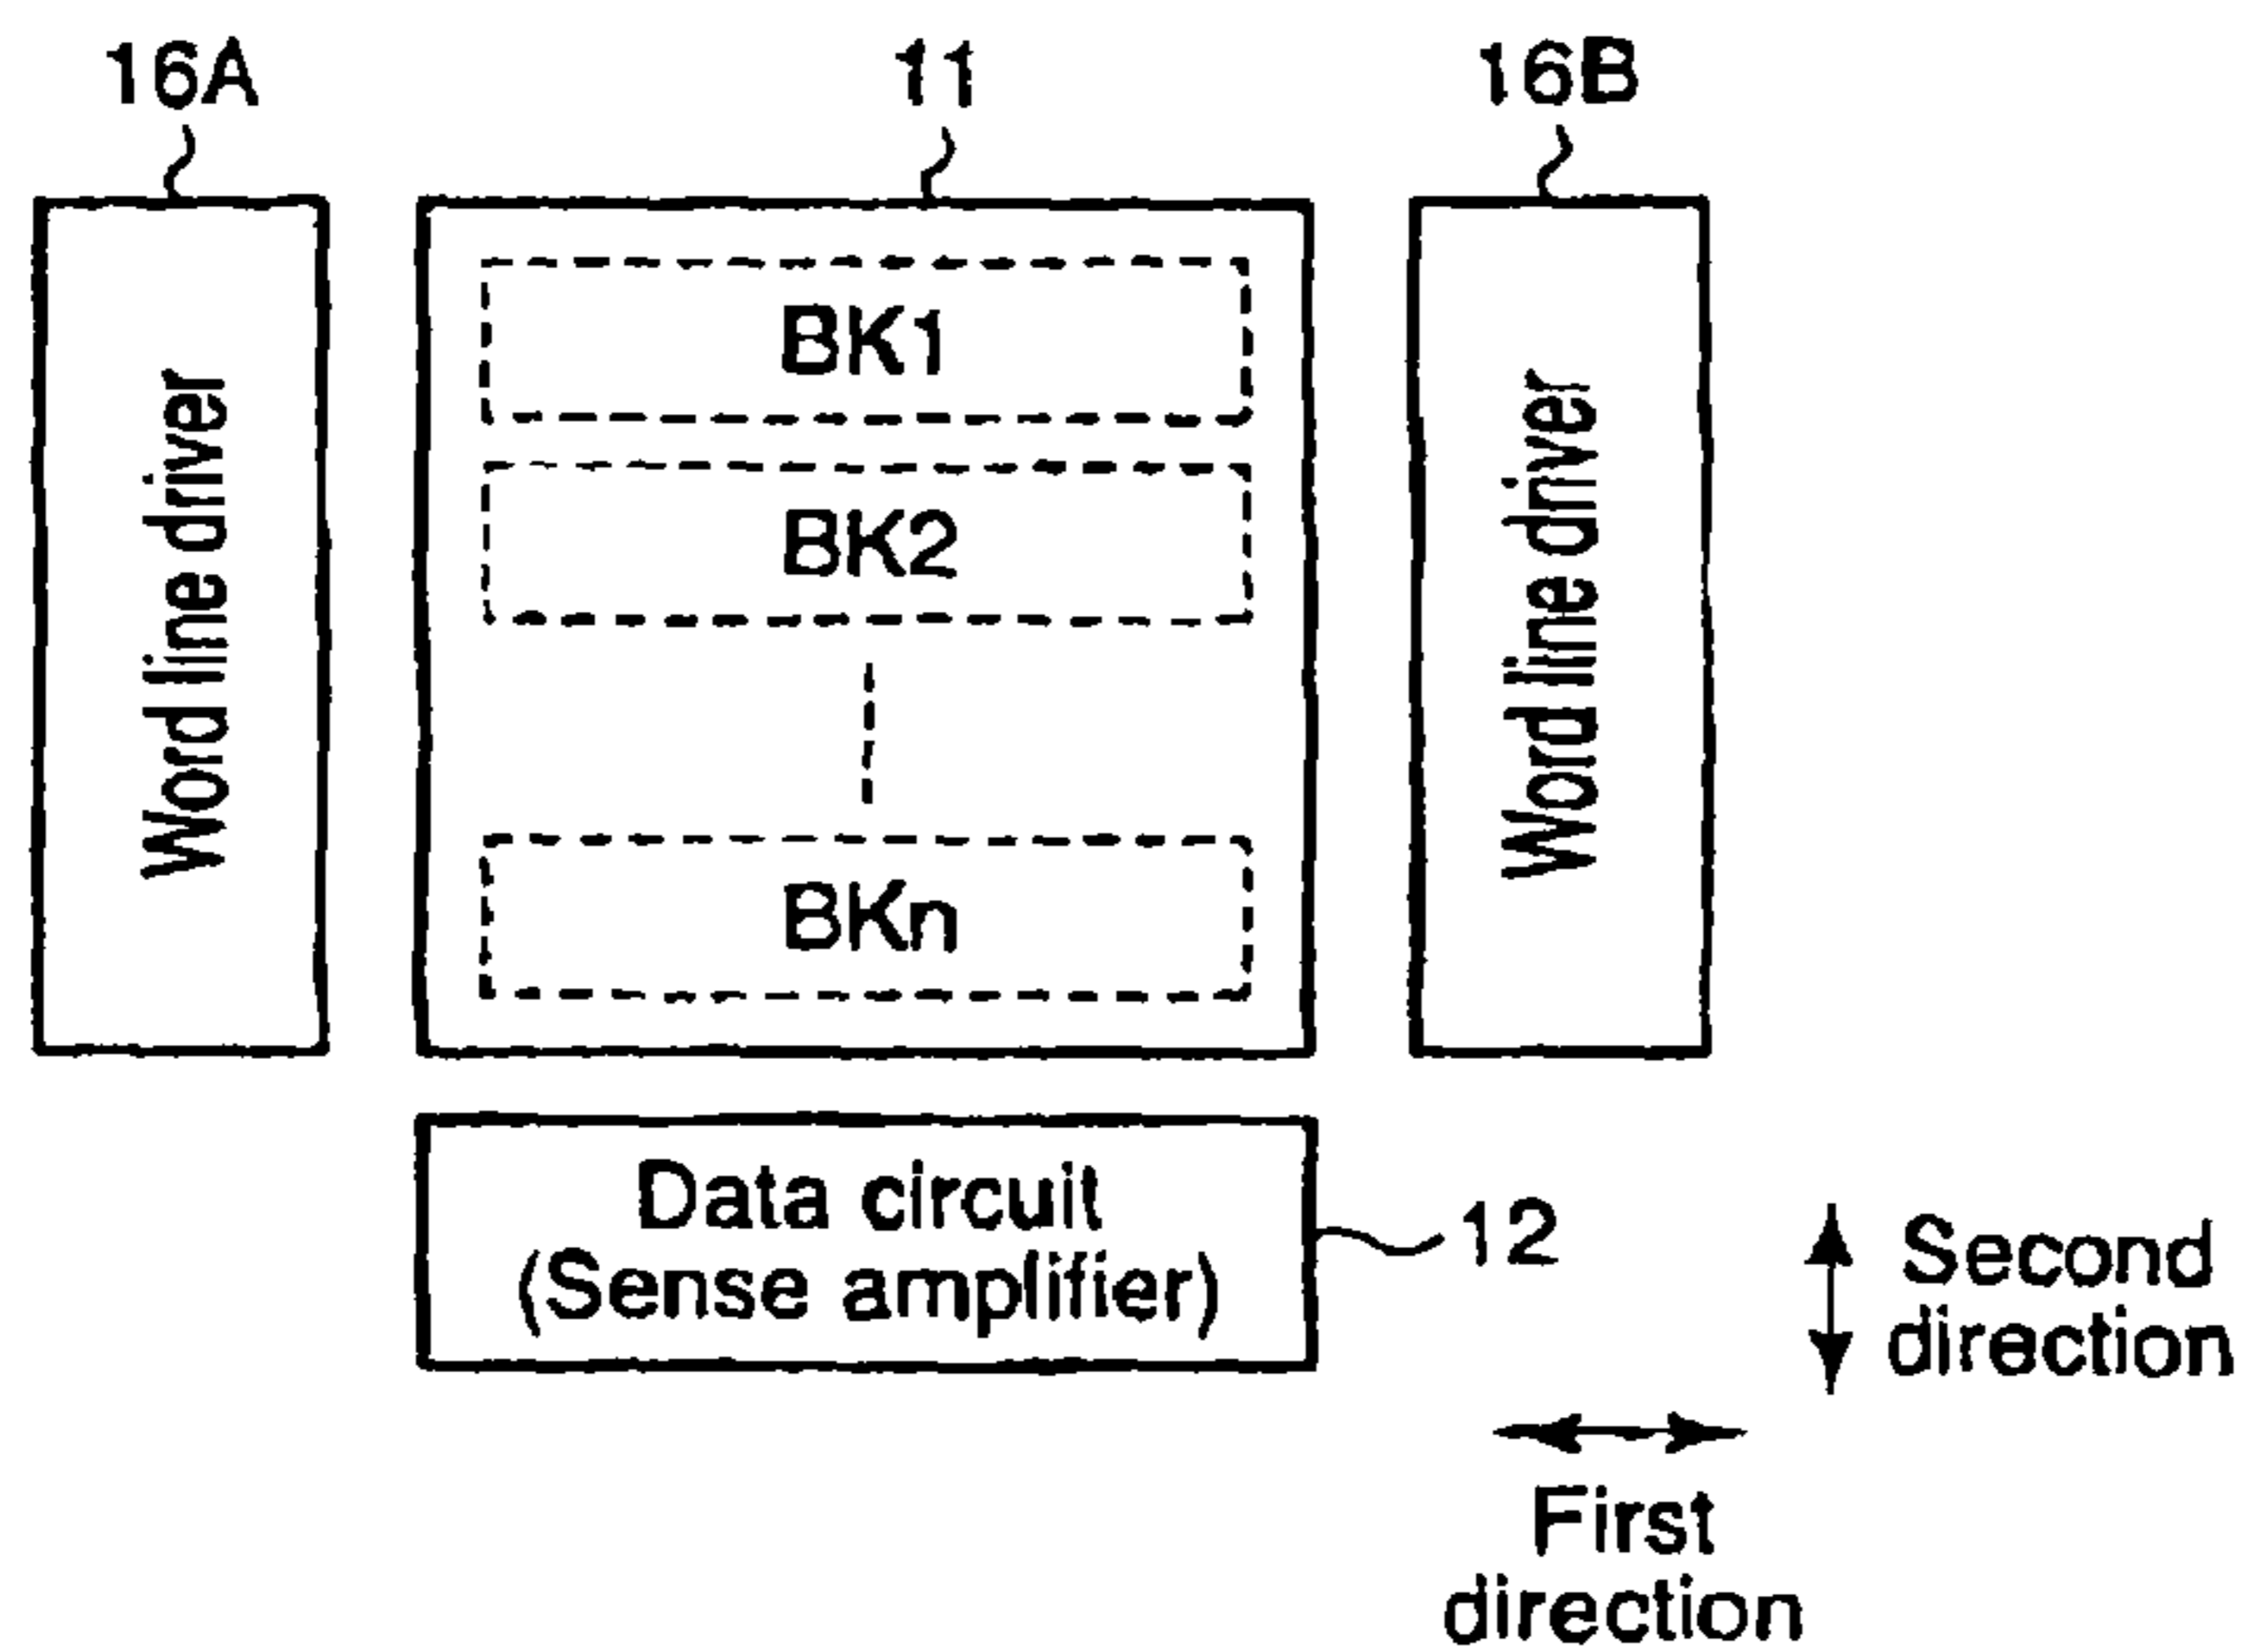 16A
11
16B
Word line driver
BK1
BK2
BKn
Word line driver
Data circuit
(Sense amplifier)
12
Second
direction
First
direction